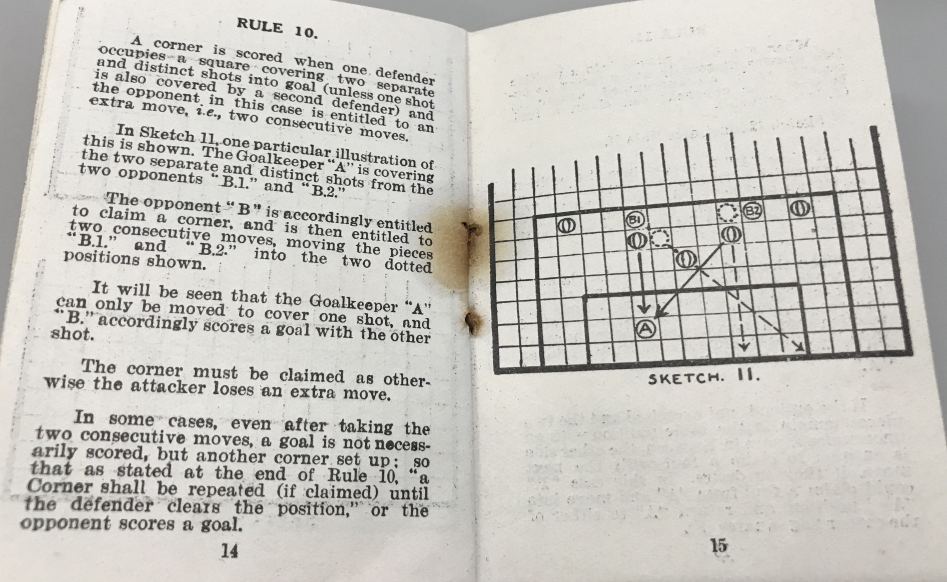 RULE 10.
A corner is scored when one defender
occupies a square covering two separate
and distinct shots into goal (unless one shot
is also covered by a second defender) and
the opponent in this case is entitled to an
extra move, i.e., two consecutive moves.
In Sketch 11, one particular illustration of
this is shown. The Goalkeeper "A" is covering
the two separate and distinct shots from the
two opponents "B.1." and "B.2."
The opponent "B" is accordingly entitled
to claim a corner, and is then entitled to
two consecutive moves, moving the pieces
"B.1." and "B.2." into the two dotted
positions shown.
It will be seen that the Goalkeeper "A"
can only be moved to cover one shot, and
"B." accordingly scores a goal with the other
shot.
The corner must be claimed as other-
wise the attacker loses an extra move.
In some cases, even after taking the
two consecutive moves, a goal is not necess-
arily scored, but another corner set up; so
that as stated at the end of Rule 10, "a
Corner shall be repeated (if claimed) until
the defender clears the position," or the
opponent scores a goal.
14
B1
B2
A
SKETCH. 11.
15